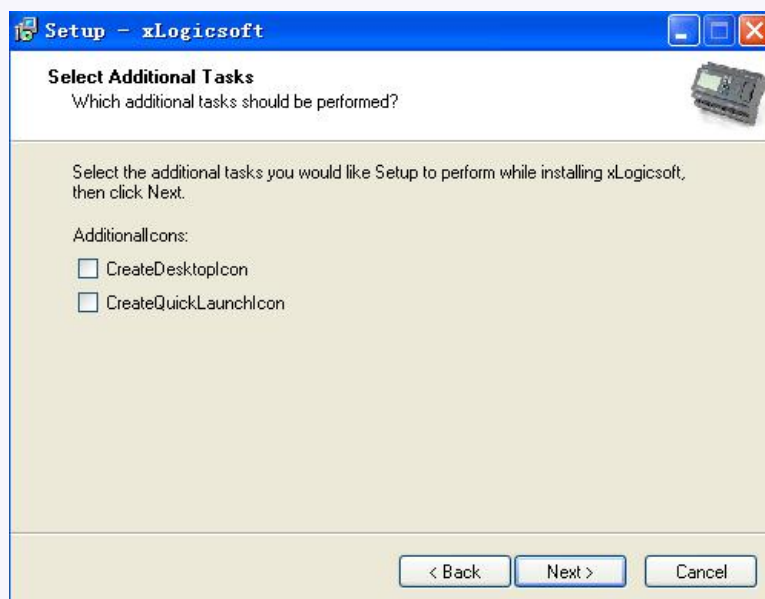 Setup - xLogicsoft
Select Additional Tasks
Which additional tasks should be performed?
Select the additional tasks you would like Setup to perform while installing xLogicsoft,
then click Next.
AdditionalIcons:
CreateDesktopIcon
CreateQuickLaunchIcon
< Back
Next >
Cancel